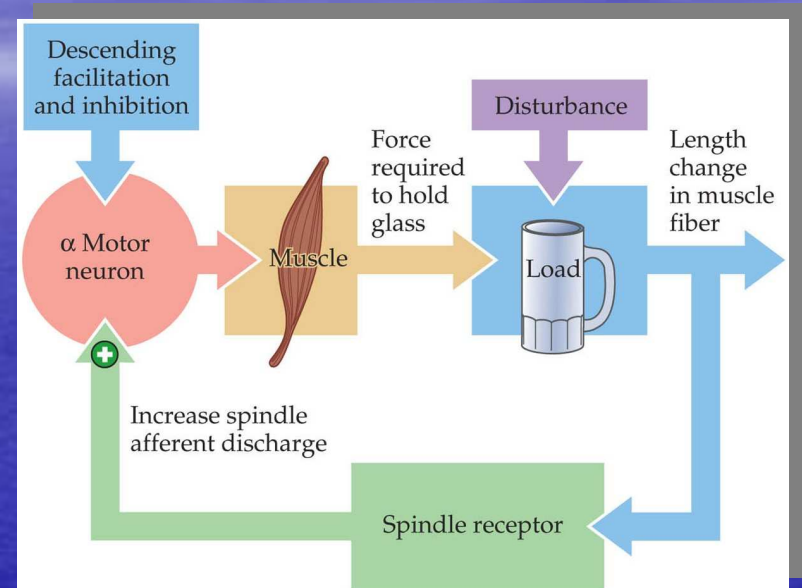 Descending
facilitation
and inhibition
Disturbance
Force
required
to hold
glass
Length
change
in muscle
fiber
α Motor
neuron
Muscle
Load
Increase spindle
afferent discharge
Spindle receptor